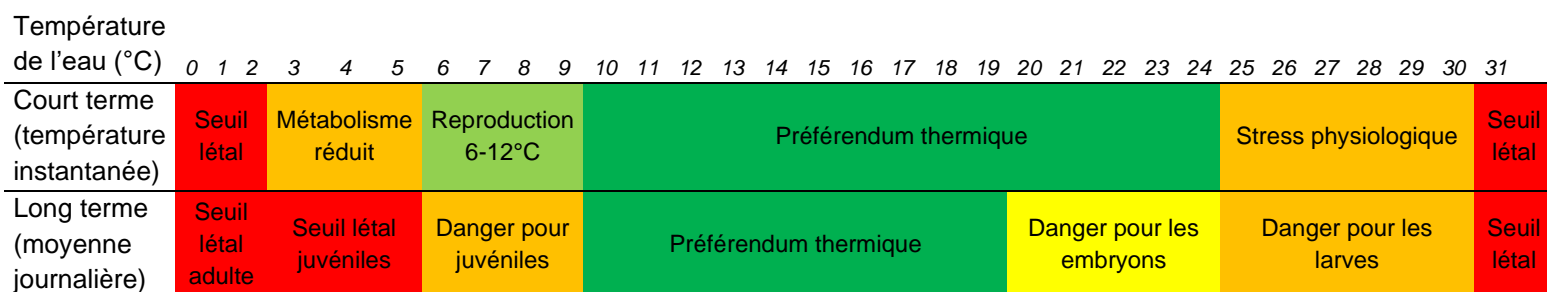 Température
de l'eau (°C) 0 1 2 3 4 5 6 7 8 9 10 11 12 13 14 15 16 17 18 19 20 21 22 23 24 25 26 27 28 29 30 31
Court terme
(température
instantanée)
Seuil
létal
Métabolisme
réduit
Reproduction
6-12°C
Préférendum thermique
Stress physiologique
Seuil
létal
Long terme
(moyenne
journalière)
Seuil
létal
adulte
Seuil létal
juvéniles
Danger pour
juvéniles
Préférendum thermique
Danger pour les
embryons
Danger pour les
larves
Seuil
létal